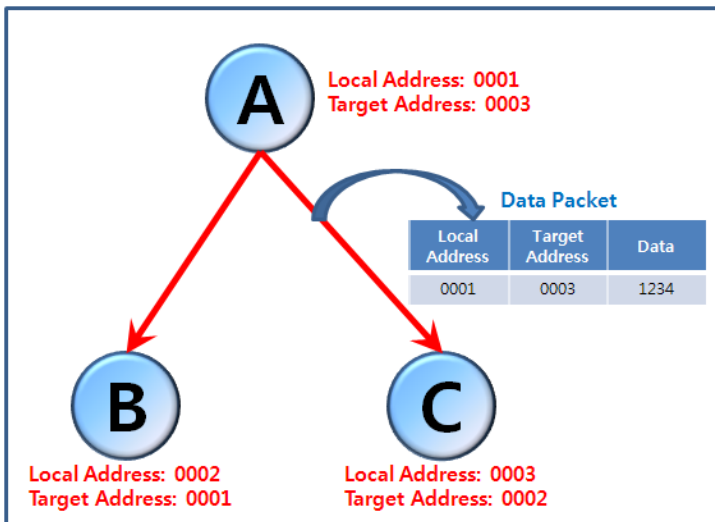 A
Local Address: 0001
Target Address: 0003
Data Packet
Local Address Target Address Data
0001 0003 1234
B
Local Address: 0002
Target Address: 0001
C
Local Address: 0003
Target Address: 0002